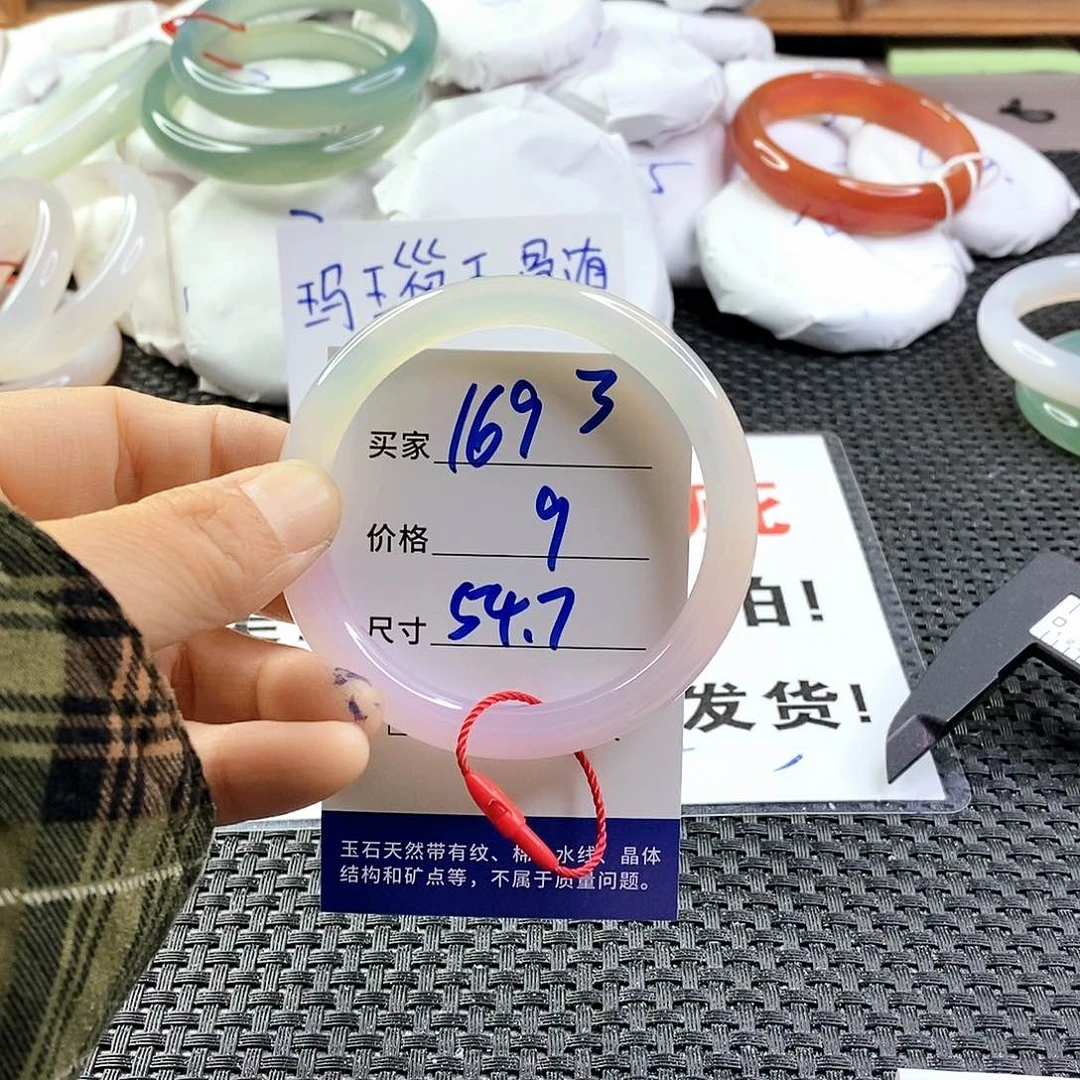 玛瑙
买家 169 3
价格 9
尺寸 54.7
拍!
发货!
玉石天然带有纹、棉、水线、晶体
结构和矿点等，不属于质量问题。